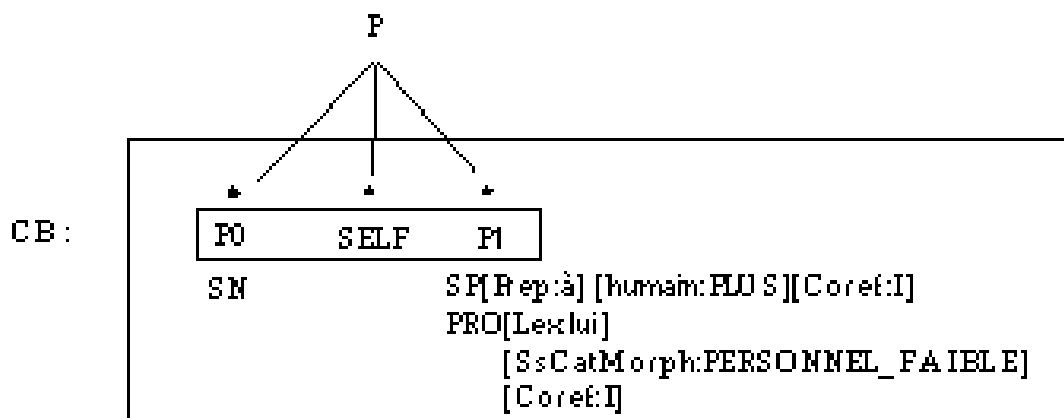 P
CB:
P0 SELF P1
SN SP[Prep:à] [humain:PLUS][Coref:I]
PRO[Lex:lui]
[SsCatMorph:PERSONNEL_FAIBLE]
[Coref:I]